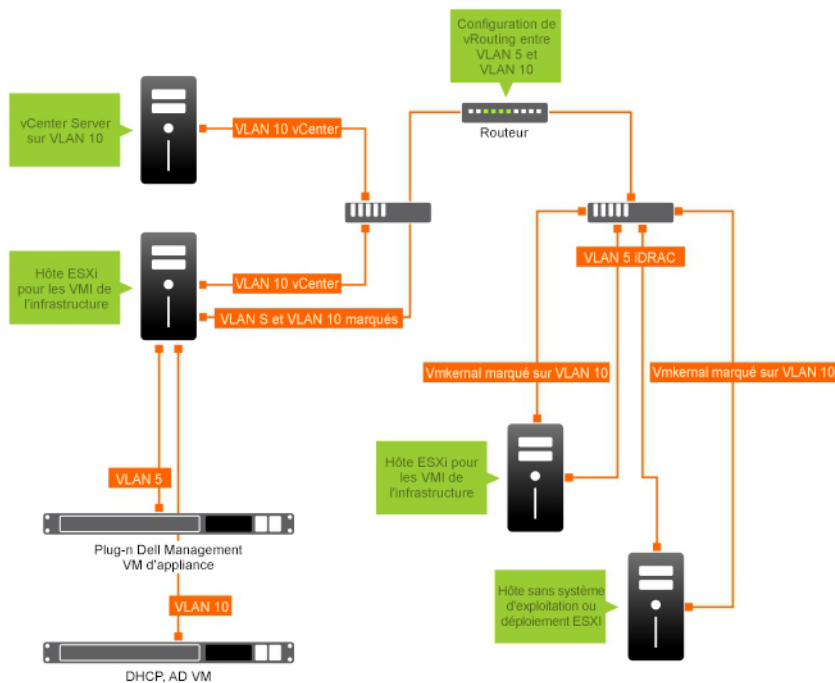 Configuration de
vRouting entre
VLAN 5 et
VLAN 10
Routeur
vCenter Server
sur VLAN 10
VLAN 10 vCenter
Hôte ESXi
pour les VMI de
l'infrastructure
VLAN 10 vCenter
VLAN S et VLAN 10 marqués
VLAN 5 iDRAC
Vmkernal marqué sur VLAN 10
Vmkernal marqué sur VLAN 10
Hôte ESXi pour
les VMI de
l'infrastructure
VLAN 5
Plug-n Dell Management
VM d'appliance
VLAN 10
Hôte sans système
d'exploitation ou
déploiement ESXI
DHCP, AD VM